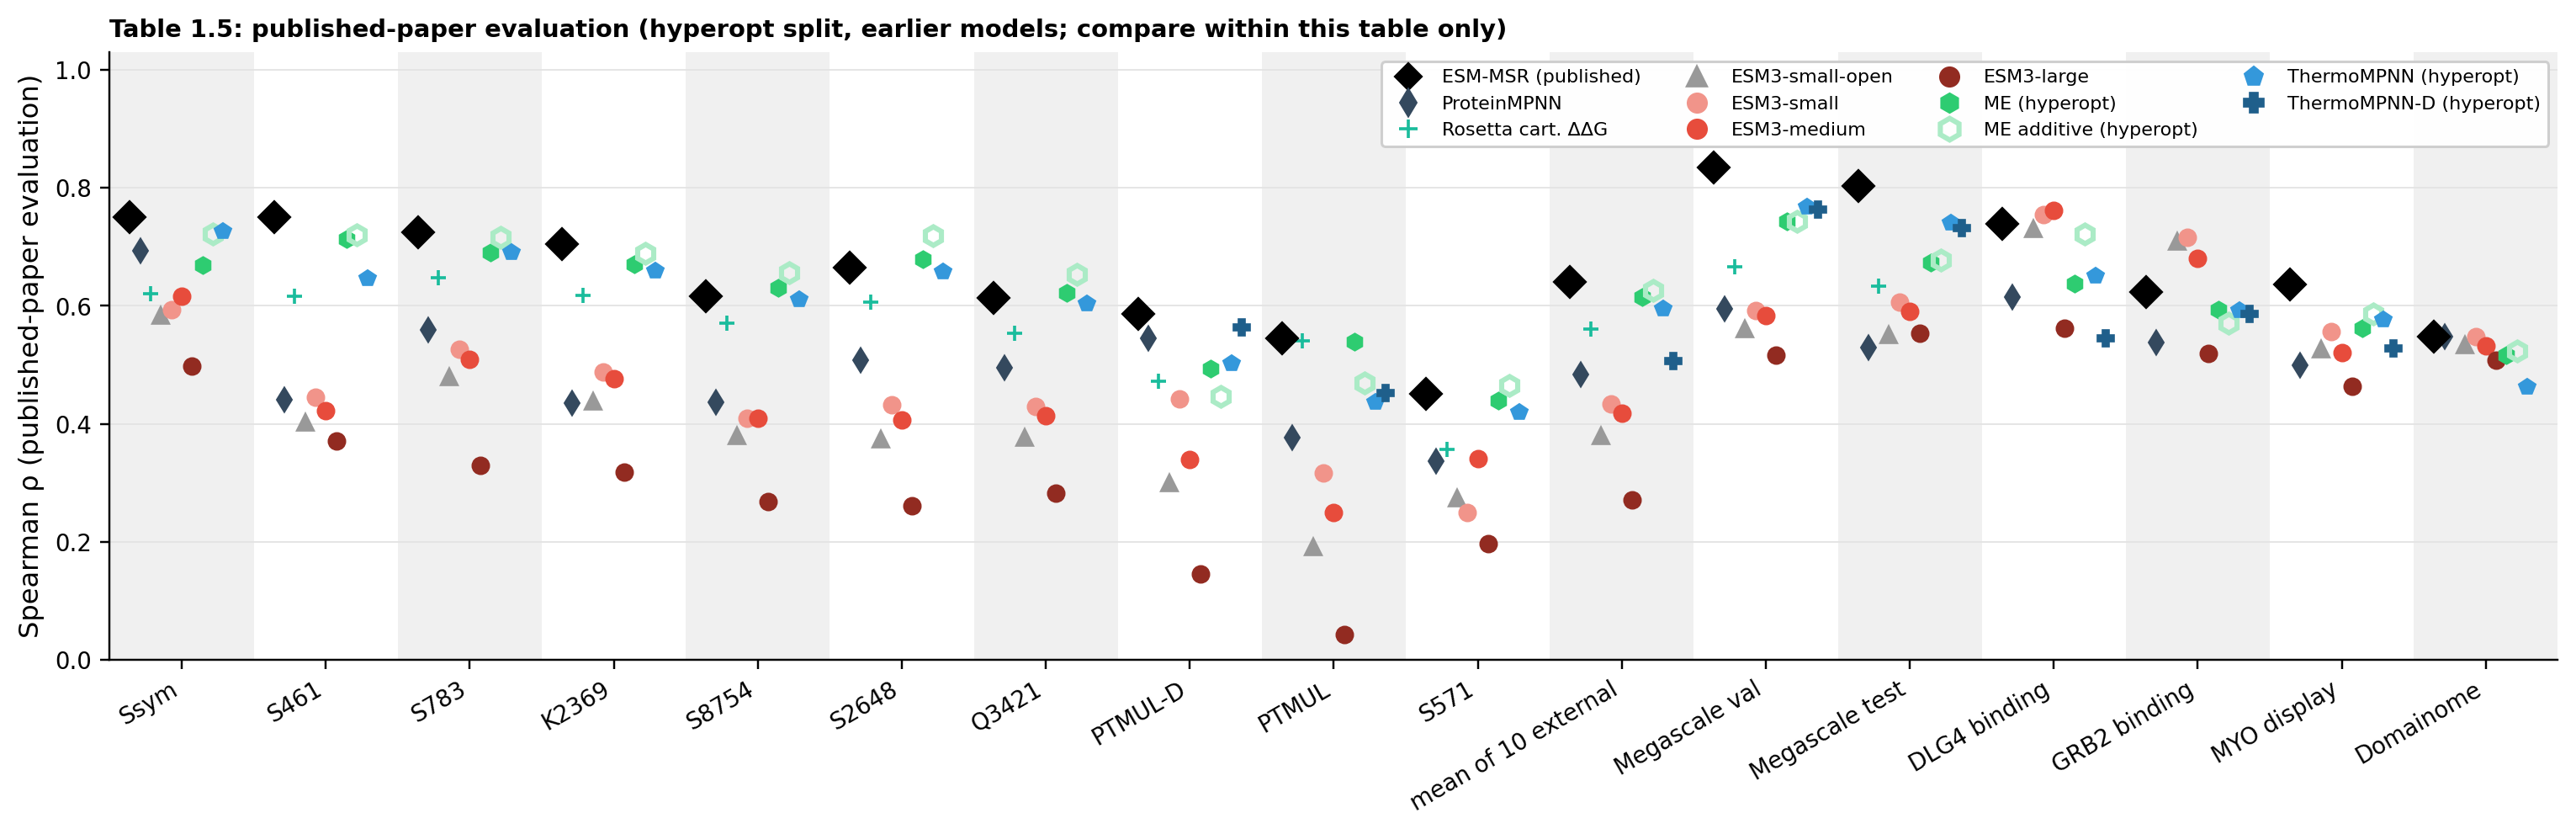 Table 1.5: published-paper evaluation (hyperopt split, earlier models; compare within this table only)
Spearman ρ (published-paper evaluation)
1.0
0.8
0.6
0.4
0.2
0.0
ESM-MSR (published)
ProteinMPNN
Rosetta cart. ΔΔG
ESM3-small-open
ESM3-small
ESM3-medium
ESM3-large
ME (hyperopt)
ME additive (hyperopt)
ThermoMPNN (hyperopt)
ThermoMPNN-D (hyperopt)
Ssym
S461
S783
K2369
S8754
S2648
Q3421
PTMUL-D
PTMUL
S571
mean of 10 external
Megascale val
Megascale test
DLG4 binding
GRB2 binding
MYO display
Domainome